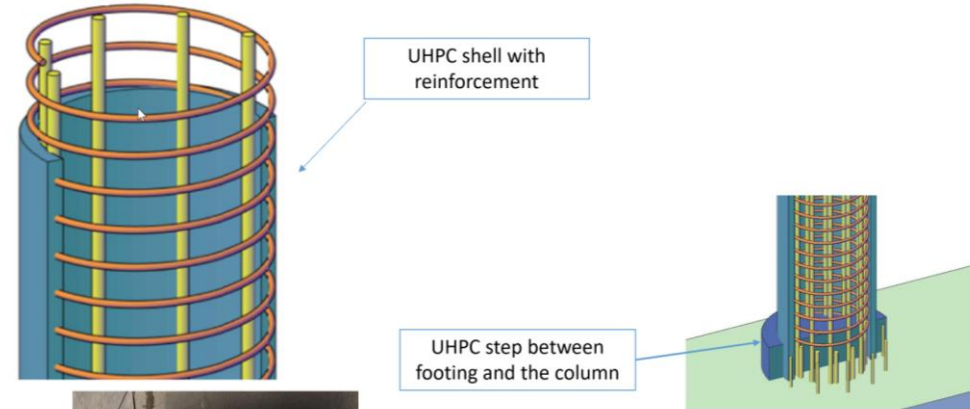 UHPC shell with
reinforcement
UHPC step between
footing and the column